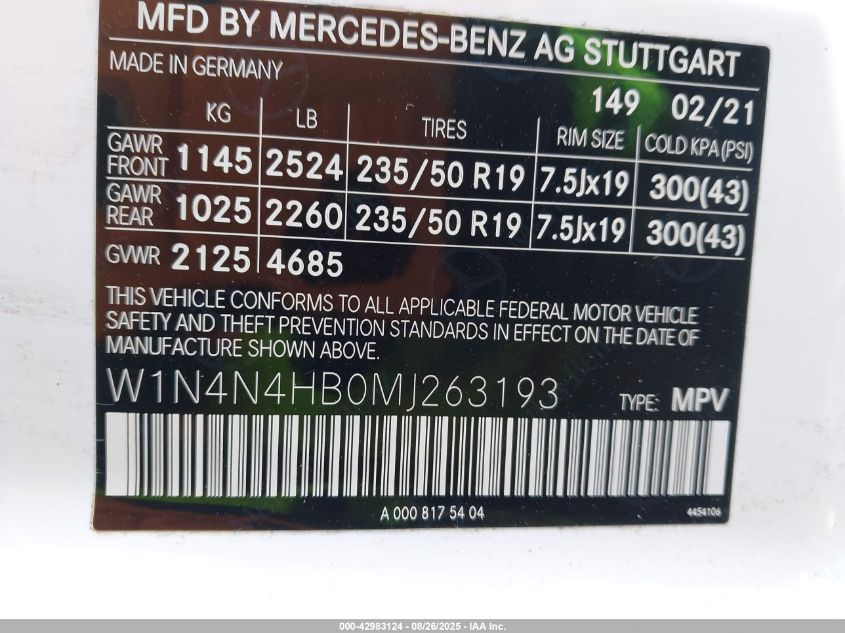 MFD BY MERCEDES-BENZ AG STUTTGART
MADE IN GERMANY
149 02/21
KG LB TIRES RIM SIZE COLD KPA (PSI)
GAWR FRONT 1145 2524 235/50 R19 7.5Jx19 300(43)
GAWR REAR 1025 2260 235/50 R19 7.5Jx19 300(43)
GVWR 2125 4685
THIS VEHICLE CONFORMS TO ALL APPLICABLE FEDERAL MOTOR VEHICLE
SAFETY AND THEFT PREVENTION STANDARDS IN EFFECT ON THE DATE OF
MANUFACTURE SHOWN ABOVE.
W1N4N4HB0MJ263193 TYPE: MPV
A 000 817 54 04 4454106
000-42983124 - 08/26/2025 - IAA Inc.